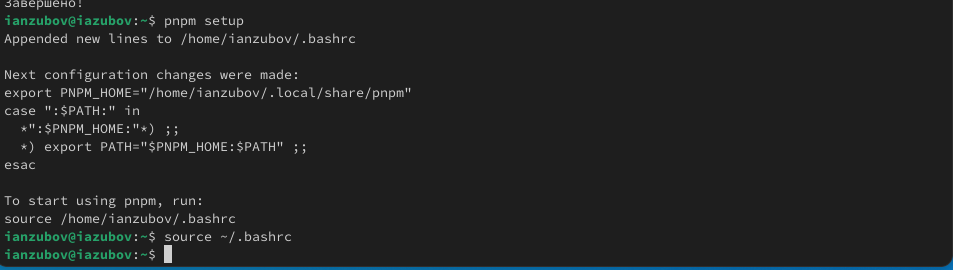 Завершено!
ianzubov@iazubov:~$ pnpm setup
Appended new lines to /home/ianzubov/.bashrc

Next configuration changes were made:
export PNPM_HOME="/home/ianzubov/.local/share/pnpm"
case ":$PATH:" in
  *":$PNPM_HOME:"*) ;;
  *) export PATH="$PNPM_HOME:$PATH" ;;
esac

To start using pnpm, run:
source /home/ianzubov/.bashrc
ianzubov@iazubov:~$ source ~/.bashrc
ianzubov@iazubov:~$